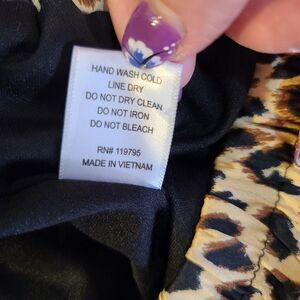 HAND WASH COLD
LINE DRY
DO NOT DRY CLEAN
DO NOT IRON
DO NOT BLEACH
RN# 119795
MADE IN VIETNAM